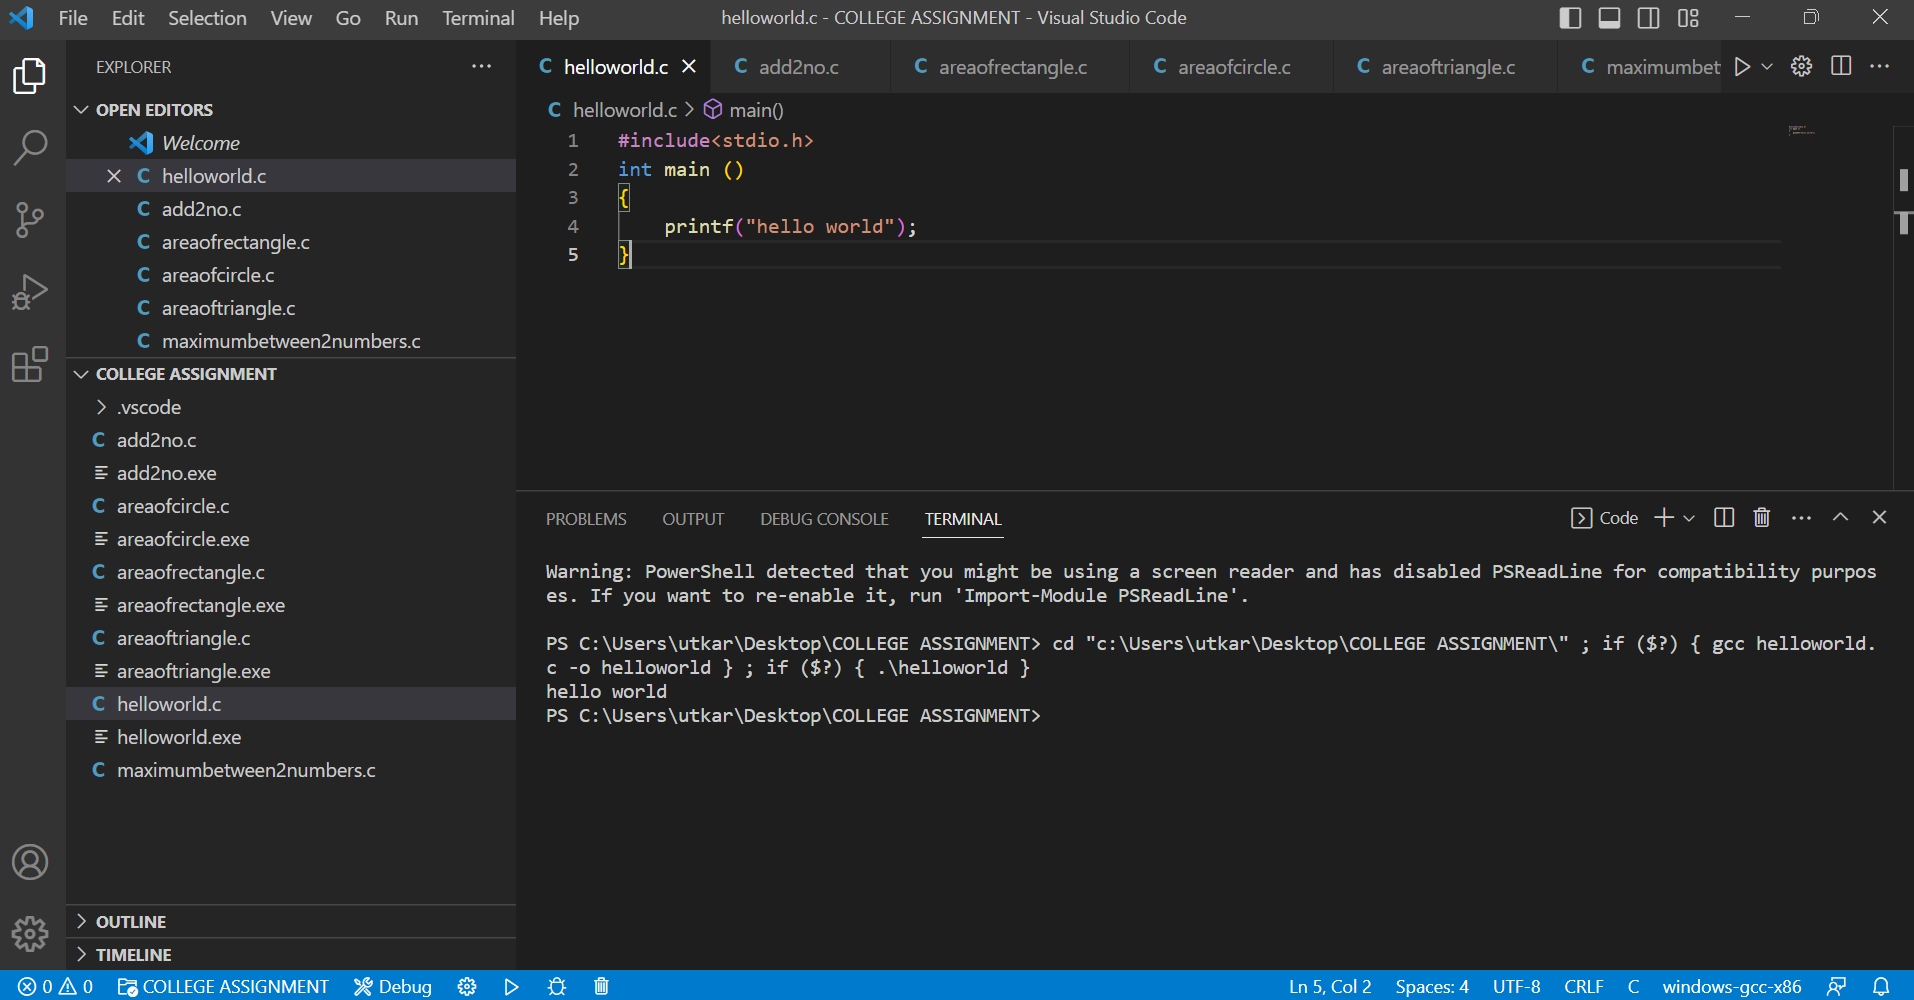 File Edit Selection View Go Run Terminal Help
helloworld.c - COLLEGE ASSIGNMENT - Visual Studio Code
EXPLORER
OPEN EDITORS
Welcome
C helloworld.c
C add2no.c
C areaofrectangle.c
C areaofcircle.c
C areaoftriangle.c
C maximumbetween2numbers.c
COLLEGE ASSIGNMENT
.vscode
C add2no.c
add2no.exe
C areaofcircle.c
areaofcircle.exe
C areaofrectangle.c
areaofrectangle.exe
C areaoftriangle.c
areaoftriangle.exe
C helloworld.c
helloworld.exe
C maximumbetween2numbers.c
OUTLINE
TIMELINE
C helloworld.c C add2no.c C areaofrectangle.c C areaofcircle.c C areaoftriangle.c C maximumbet
C helloworld.c > main()
1 #include<stdio.h>
2 int main ()
3 {
4 printf("hello world");
5 }
PROBLEMS OUTPUT DEBUG CONSOLE TERMINAL
Code
Warning: PowerShell detected that you might be using a screen reader and has disabled PSReadLine for compatibility purpos
es. If you want to re-enable it, run 'Import-Module PSReadLine'.
PS C:\Users\utkar\Desktop\COLLEGE ASSIGNMENT> cd "c:\Users\utkar\Desktop\COLLEGE ASSIGNMENT\" ; if ($?) { gcc helloworld.
c -o helloworld } ; if ($?) { .\helloworld }
hello world
PS C:\Users\utkar\Desktop\COLLEGE ASSIGNMENT>
0 0 COLLEGE ASSIGNMENT Debug
Ln 5, Col 2 Spaces: 4 UTF-8 CRLF C windows-gcc-x86